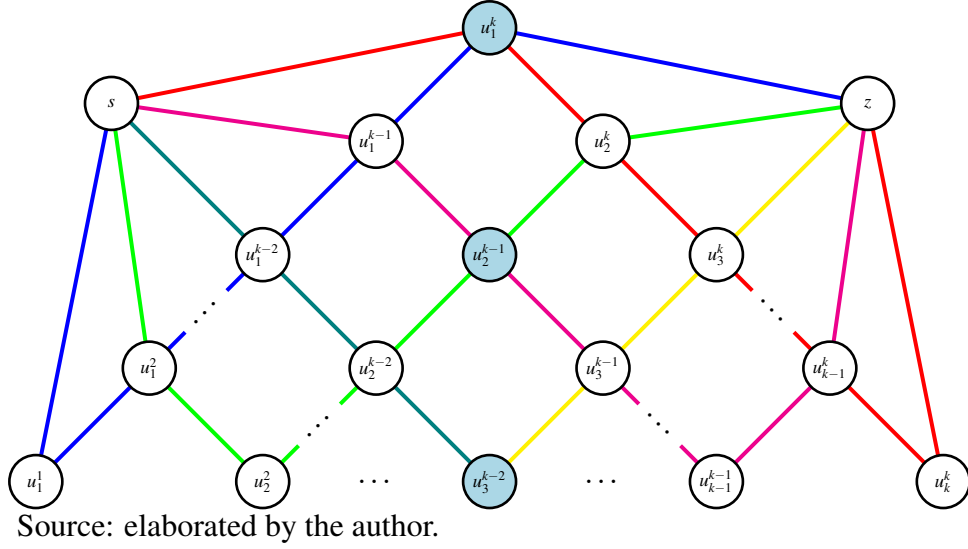 u_1^k
s
z
u_1^{k-1}
u_2^k
u_1^{k-2}
u_2^{k-1}
u_3^k
u_1^2
u_2^{k-2}
u_3^{k-1}
u_{k-1}^k
u_1^1
u_2^2
...
u_3^{k-2}
...
u_{k-1}^{k-1}
u_k^k
Source: elaborated by the author.